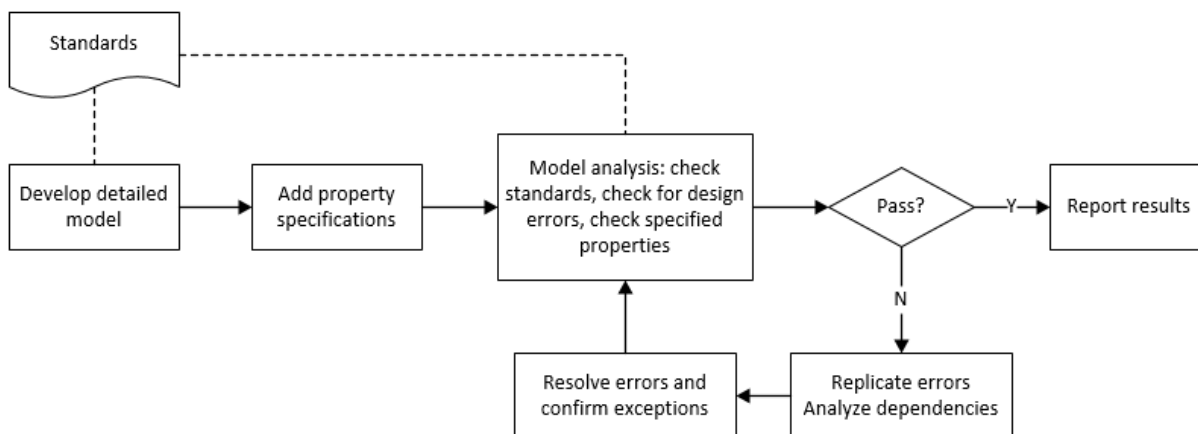 Standards
Develop detailed
model
Add property
specifications
Model analysis: check
standards, check for design
errors, check specified
properties
Pass?
Y
Report results
N
Replicate errors
Analyze dependencies
Resolve errors and
confirm exceptions